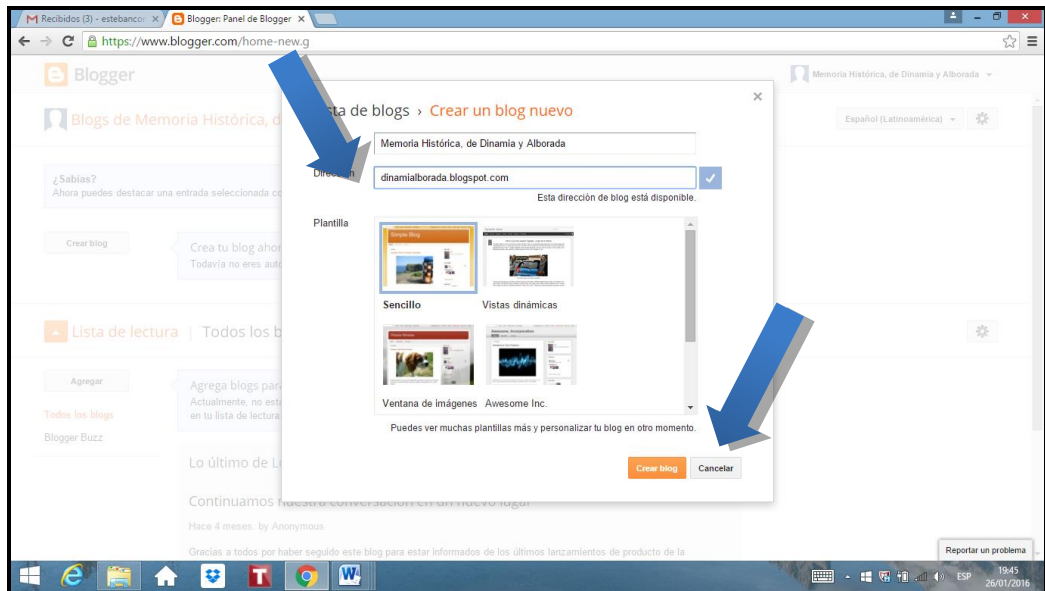 Recibidos (3) - estebancor
Blogger: Panel de Blogger
https://www.blogger.com/home-new.g
Blogger
Memoria Histórica, de Dinamia y Alborada
Blogs de Memoria Histórica, d
Español (Latinoamérica)
¿Sabías?
Ahora puedes destacar una entrada seleccionada co
Crear blog
Crea tu blog ahor
Todavía no eres auto
Lista de lectura | Todos los b
Agregar
Agrega blogs para
Actualmente, no est
en tu lista de lectura
Todos los blogs
Blogger Buzz
Lo último de L
Continuamos nuestra conversación en un nuevo lugar
Hace 4 meses. by Anonymous
Gracias a todos por haber seguido este blog para estar informados de los últimos lanzamientos de producto de la
sta de blogs › Crear un blog nuevo
Memoria Histórica, de Dinamia y Alborada
Dirección
dinamialborada.blogspot.com
Esta dirección de blog está disponible.
Plantilla
Simple Blog
Sencillo
Vistas dinámicas
Ventana de imágenes
Awesome Inc.
Puedes ver muchas plantillas más y personalizar tu blog en otro momento.
Crear blog
Cancelar
Reportar un problema
ESP
19:45
26/01/2016